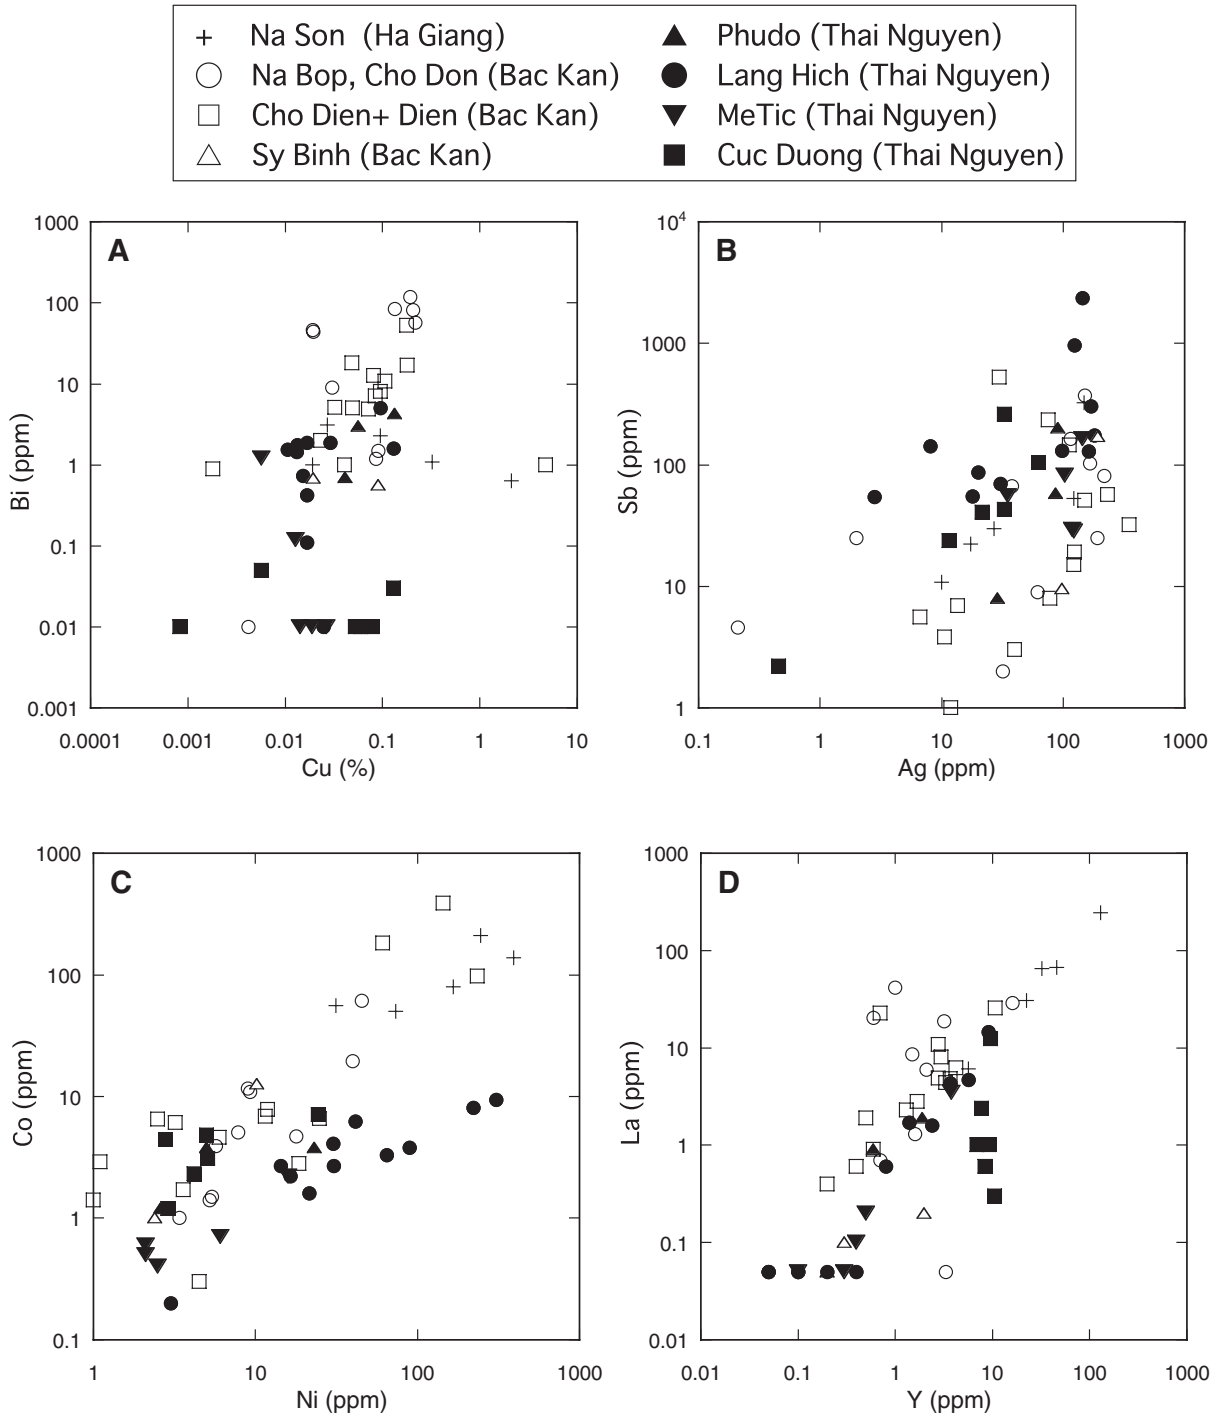 Na Son (Ha Giang)
Phudo (Thai Nguyen)
Na Bop, Cho Don (Bac Kan)
Lang Hich (Thai Nguyen)
Cho Dien+ Dien (Bac Kan)
MeTic (Thai Nguyen)
Sy Binh (Bac Kan)
Cuc Duong (Thai Nguyen)
A
1000
100
10
1
0.1
0.01
0.001
Bi (ppm)
0.0001 0.001 0.01 0.1 1 10
Cu (%)
B
10⁴
1000
100
10
1
Sb (ppm)
0.1 1 10 100 1000
Ag (ppm)
C
1000
100
10
1
0.1
Co (ppm)
1 10 100 1000
Ni (ppm)
D
1000
100
10
1
0.1
0.01
La (ppm)
0.01 0.1 1 10 100 1000
Y (ppm)